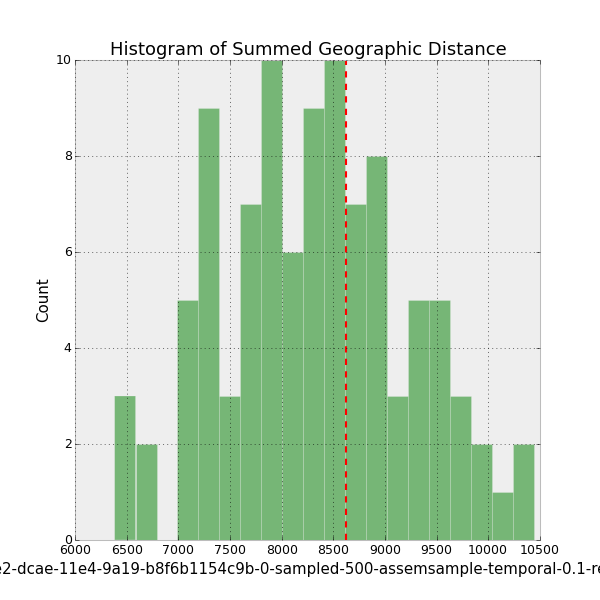 Histogram of Summed Geographic Distance
10
8
6
4
2
0
Count
6000 6500 7000 7500 8000 8500 9000 9500 10000 10500
e2-dcae-11e4-9a19-b8f6b1154c9b-0-sampled-500-assemsample-temporal-0.1-re